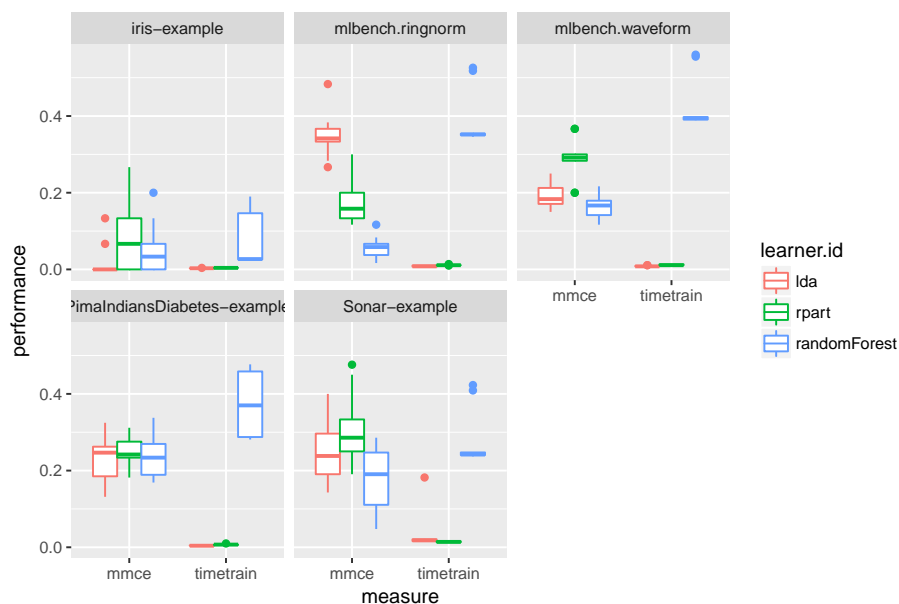 iris−example
mlbench.ringnorm
mlbench.waveform
performance
0.4
0.2
0.0
mmce
timetrain
PimaIndiansDiabetes−example
Sonar−example
0.4
0.2
0.0
mmce
timetrain
mmce
timetrain
measure
learner.id
lda
rpart
randomForest